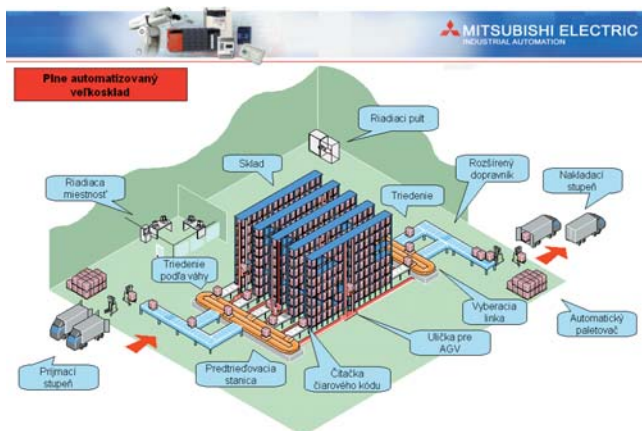 MITSUBISHI ELECTRIC
INDUSTRIAL AUTOMATION
Plne automatizovaný
veľkosklad
Riadiaci pult
Sklad
Rozšírený
dopravník
Nakladací
stupeň
Riadiaca
miestnosť
Triedenie
Triedenie
podľa váhy
Vyberacia
linka
Automatický
paletovač
Ulička pre
AGV
Príjmací
stupeň
Predtrieďovacia
stanica
Čítačka
čiarového kódu